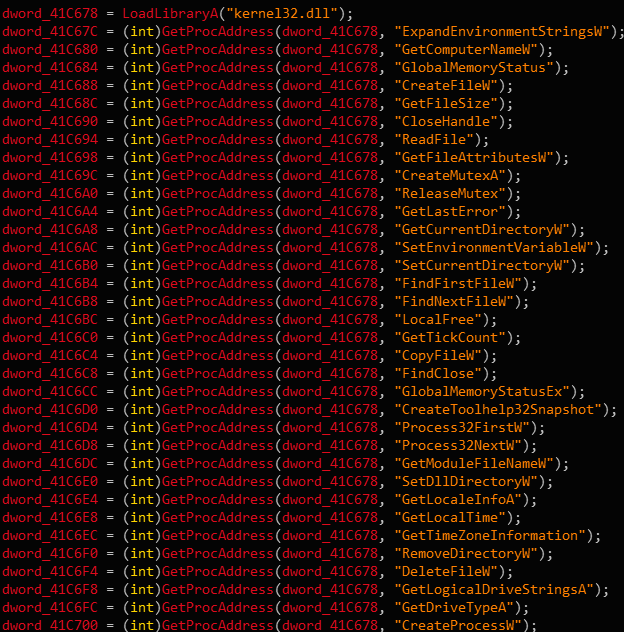 dword_41C678 = LoadLibraryA("kernel32.dll");
dword_41C67C = (int)GetProcAddress(dword_41C678, "ExpandEnvironmentStringsW");
dword_41C680 = (int)GetProcAddress(dword_41C678, "GetComputerNameW");
dword_41C684 = (int)GetProcAddress(dword_41C678, "GlobalMemoryStatus");
dword_41C688 = (int)GetProcAddress(dword_41C678, "CreateFileW");
dword_41C68C = (int)GetProcAddress(dword_41C678, "GetFileSize");
dword_41C690 = (int)GetProcAddress(dword_41C678, "CloseHandle");
dword_41C694 = (int)GetProcAddress(dword_41C678, "ReadFile");
dword_41C698 = (int)GetProcAddress(dword_41C678, "GetFileAttributesW");
dword_41C69C = (int)GetProcAddress(dword_41C678, "CreateMutexA");
dword_41C6A0 = (int)GetProcAddress(dword_41C678, "ReleaseMutex");
dword_41C6A4 = (int)GetProcAddress(dword_41C678, "GetLastError");
dword_41C6A8 = (int)GetProcAddress(dword_41C678, "GetCurrentDirectoryW");
dword_41C6AC = (int)GetProcAddress(dword_41C678, "SetEnvironmentVariableW");
dword_41C6B0 = (int)GetProcAddress(dword_41C678, "SetCurrentDirectoryW");
dword_41C6B4 = (int)GetProcAddress(dword_41C678, "FindFirstFileW");
dword_41C6B8 = (int)GetProcAddress(dword_41C678, "FindNextFileW");
dword_41C6BC = (int)GetProcAddress(dword_41C678, "LocalFree");
dword_41C6C0 = (int)GetProcAddress(dword_41C678, "GetTickCount");
dword_41C6C4 = (int)GetProcAddress(dword_41C678, "CopyFileW");
dword_41C6C8 = (int)GetProcAddress(dword_41C678, "FindClose");
dword_41C6CC = (int)GetProcAddress(dword_41C678, "GlobalMemoryStatusEx");
dword_41C6D0 = (int)GetProcAddress(dword_41C678, "CreateToolhelp32Snapshot");
dword_41C6D4 = (int)GetProcAddress(dword_41C678, "Process32FirstW");
dword_41C6D8 = (int)GetProcAddress(dword_41C678, "Process32NextW");
dword_41C6DC = (int)GetProcAddress(dword_41C678, "GetModuleFileNameW");
dword_41C6E0 = (int)GetProcAddress(dword_41C678, "SetDllDirectoryW");
dword_41C6E4 = (int)GetProcAddress(dword_41C678, "GetLocaleInfoA");
dword_41C6E8 = (int)GetProcAddress(dword_41C678, "GetLocalTime");
dword_41C6EC = (int)GetProcAddress(dword_41C678, "GetTimeZoneInformation");
dword_41C6F0 = (int)GetProcAddress(dword_41C678, "RemoveDirectoryW");
dword_41C6F4 = (int)GetProcAddress(dword_41C678, "DeleteFileW");
dword_41C6F8 = (int)GetProcAddress(dword_41C678, "GetLogicalDriveStringsA");
dword_41C6FC = (int)GetProcAddress(dword_41C678, "GetDriveTypeA");
dword_41C700 = (int)GetProcAddress(dword_41C678, "CreateProcessW");